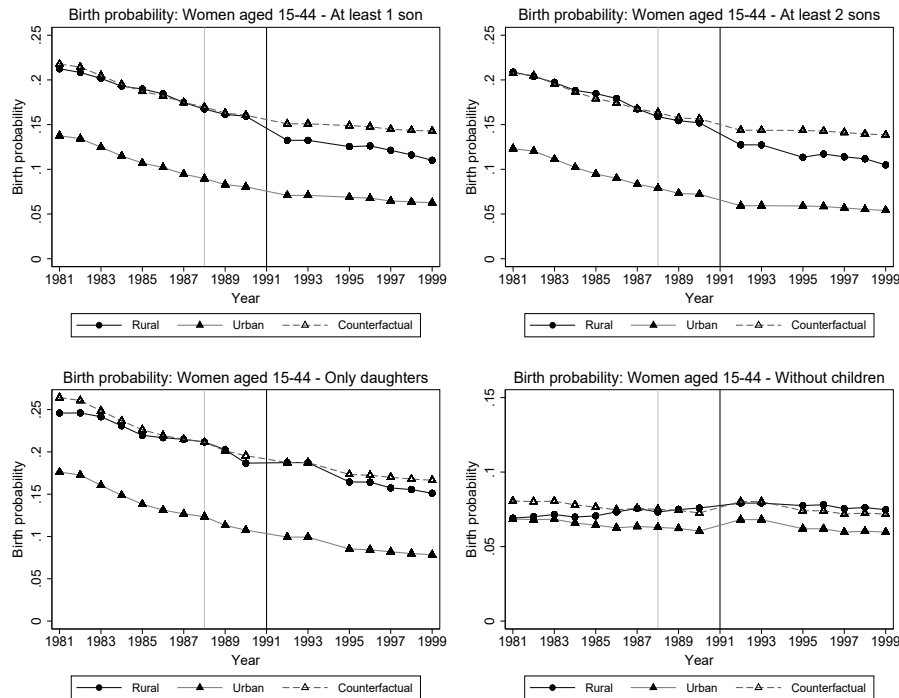 Birth probability: Women aged 15-44 - At least 1 son
Birth probability
.25
.2
.15
.1
.05
0
1981 1983 1985 1987 1989 1991 1993 1995 1997 1999
Year
Rural Urban Counterfactual
Birth probability: Women aged 15-44 - At least 2 sons
Birth probability
.25
.2
.15
.1
.05
0
1981 1983 1985 1987 1989 1991 1993 1995 1997 1999
Year
Rural Urban Counterfactual
Birth probability: Women aged 15-44 - Only daughters
Birth probability
.25
.2
.15
.1
.05
0
1981 1983 1985 1987 1989 1991 1993 1995 1997 1999
Year
Rural Urban Counterfactual
Birth probability: Women aged 15-44 - Without children
Birth probability
.15
.1
.05
0
1981 1983 1985 1987 1989 1991 1993 1995 1997 1999
Year
Rural Urban Counterfactual